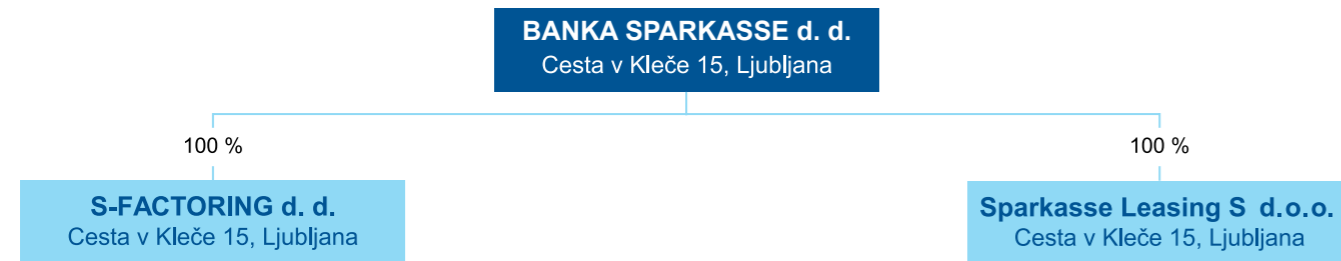 BANKA SPARKASSE d. d.
Cesta v Kleče 15, Ljubljana
100 %
100 %
S-FACTORING d. d.
Cesta v Kleče 15, Ljubljana
Sparkasse Leasing S d.o.o.
Cesta v Kleče 15, Ljubljana